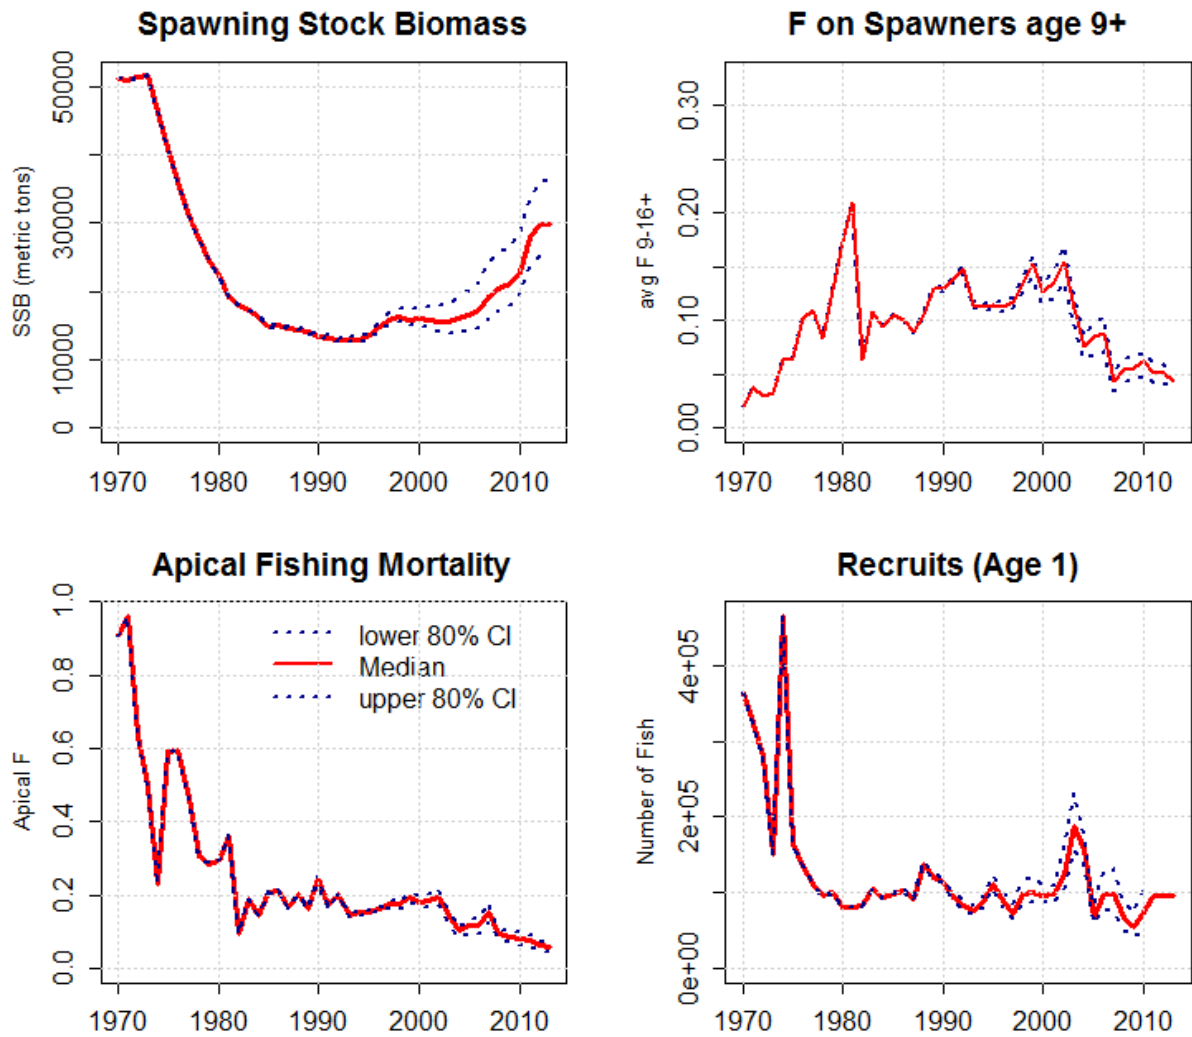 Spawning Stock Biomass
SSB (metric tons)
50000
30000
10000
0
1970 1980 1990 2000 2010
F on Spawners age 9+
avg F 9-16+
0.30
0.20
0.10
0.00
1970 1980 1990 2000 2010
Apical Fishing Mortality
Apical F
1.0
0.8
0.6
0.4
0.2
0.0
lower 80% CI
Median
upper 80% CI
1970 1980 1990 2000 2010
Recruits (Age 1)
Number of Fish
4e+05
2e+05
0e+00
1970 1980 1990 2000 2010